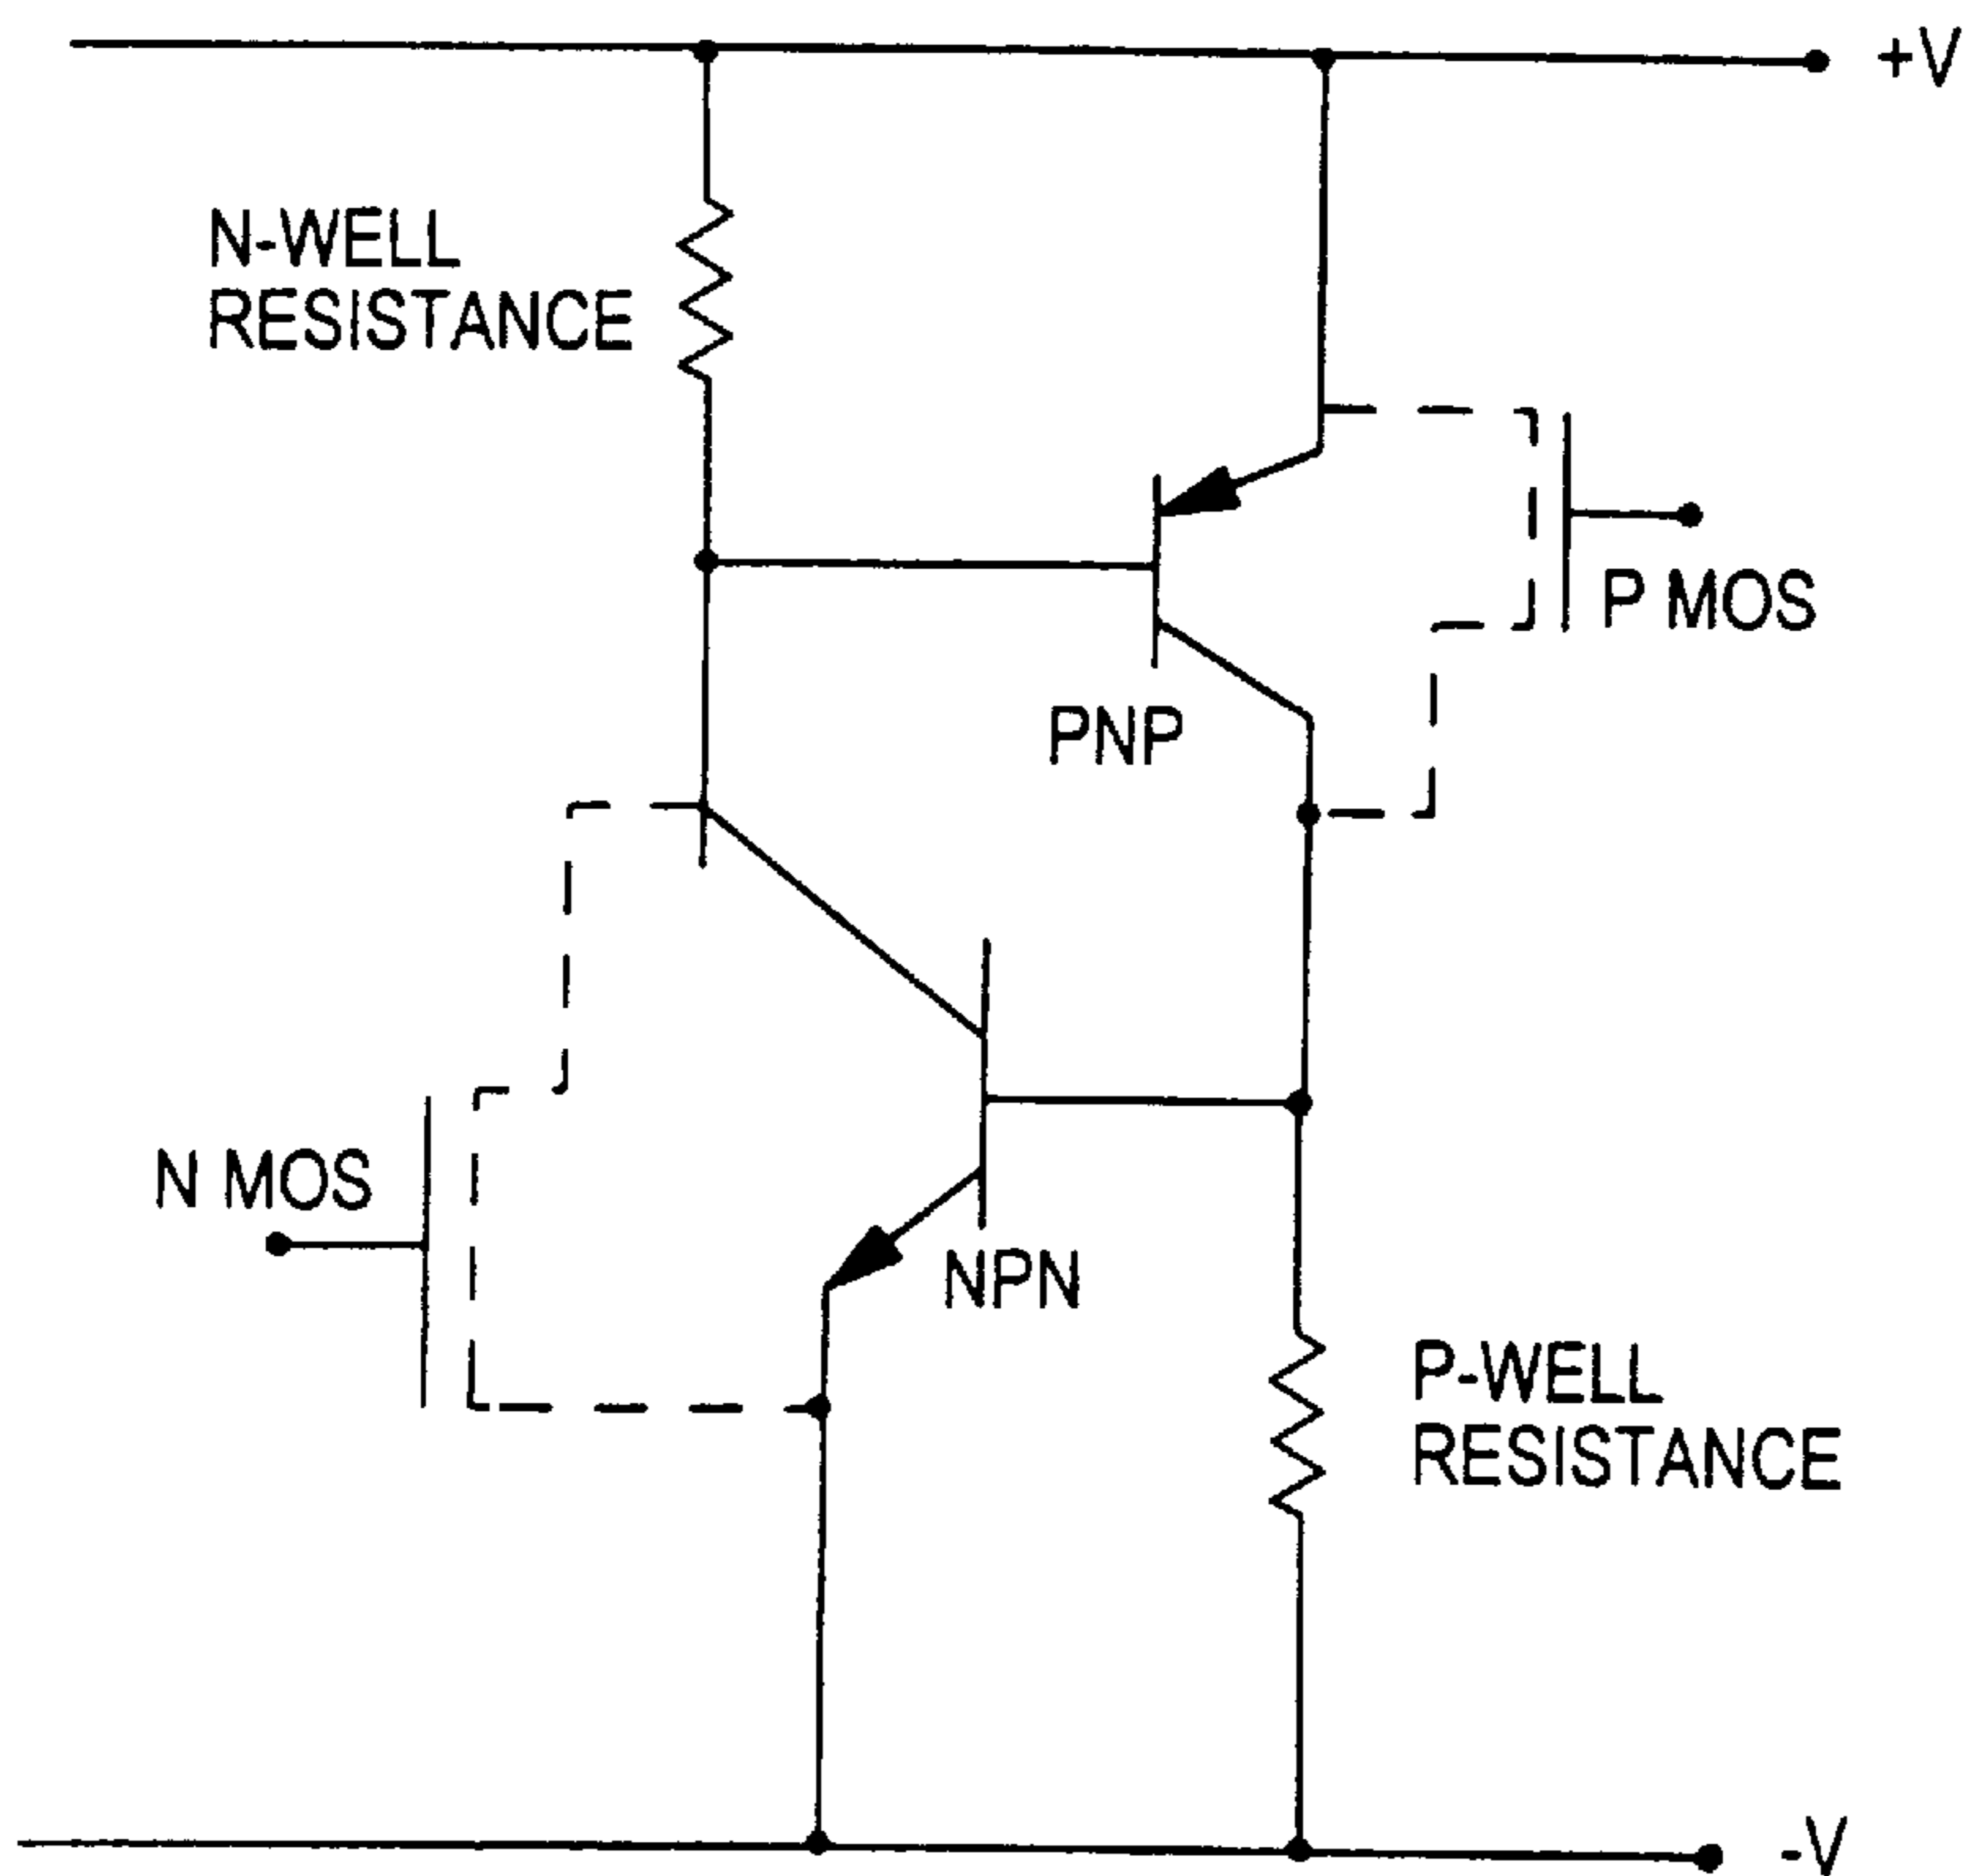 +V
N-WELL
RESISTANCE
P MOS
PNP
N MOS
NPN
P-WELL
RESISTANCE
-V